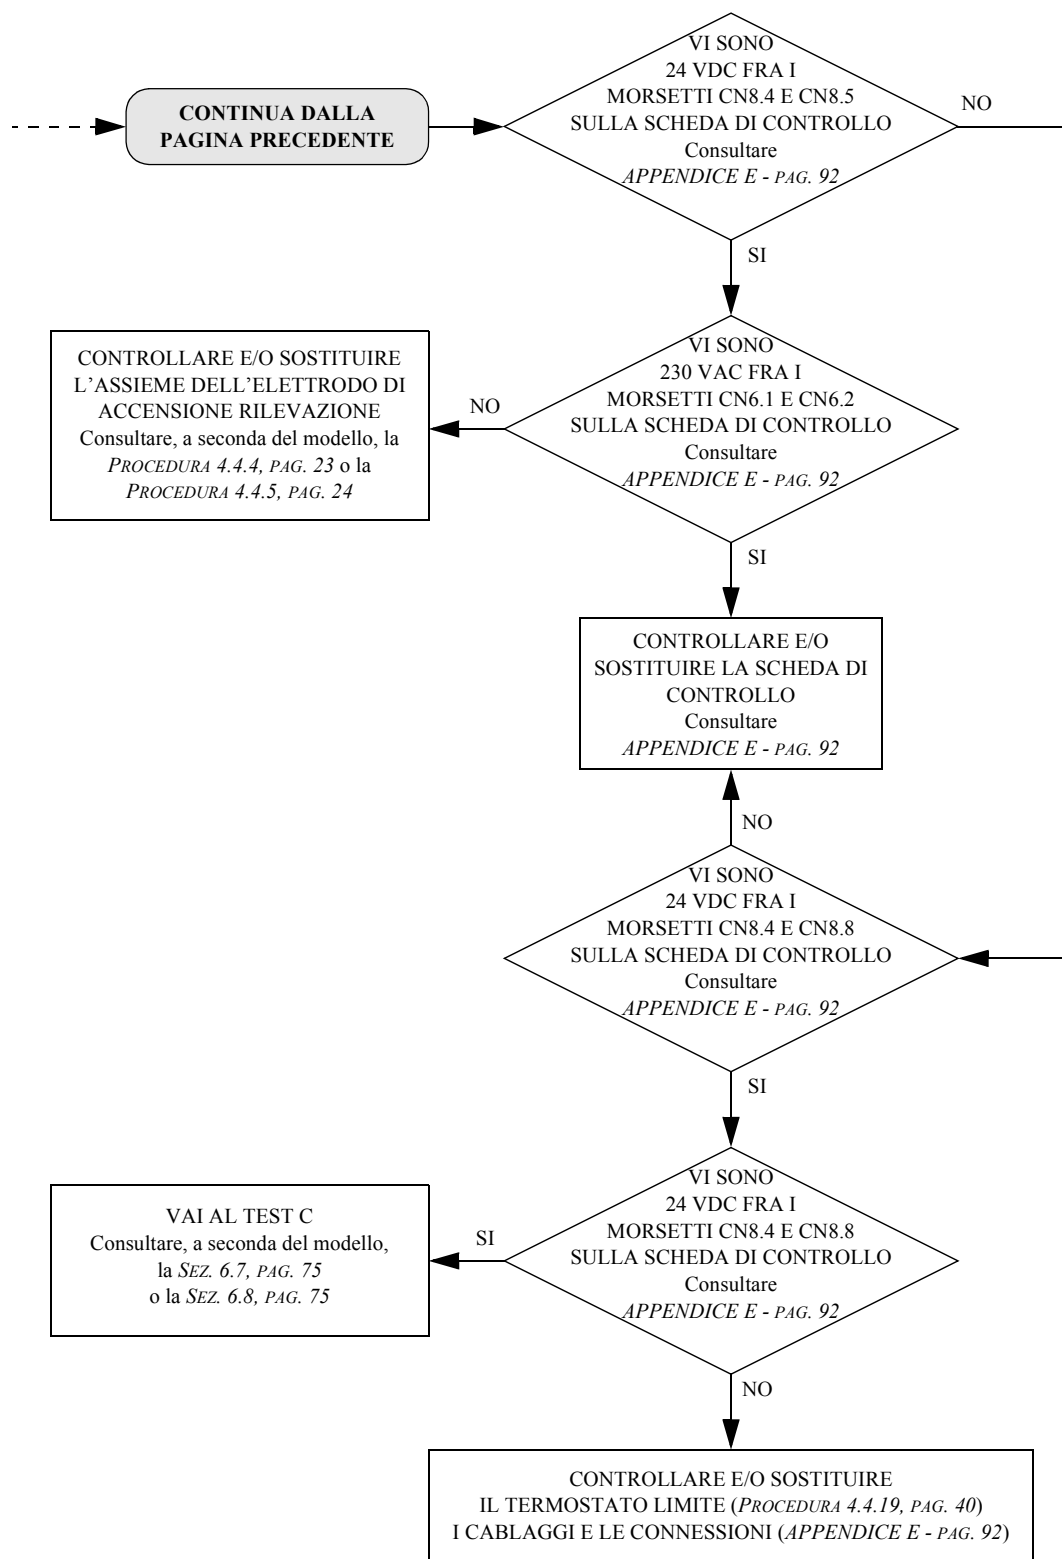 CONTINUA DALLA
PAGINA PRECEDENTE
VI SONO
24 VDC FRA I
MORSETTI CN8.4 E CN8.5
SULLA SCHEDA DI CONTROLLO
Consultare
APPENDICE E - PAG. 92
NO
SI
VI SONO
230 VAC FRA I
MORSETTI CN6.1 E CN6.2
SULLA SCHEDA DI CONTROLLO
Consultare
APPENDICE E - PAG. 92
NO
CONTROLLARE E/O SOSTITUIRE
L'ASSIEME DELL'ELETTRODO DI
ACCENSIONE RILEVAZIONE
Consultare, a seconda del modello, la
PROCEDURA 4.4.4, PAG. 23 o la
PROCEDURA 4.4.5, PAG. 24
SI
CONTROLLARE E/O
SOSTITUIRE LA SCHEDA DI
CONTROLLO
Consultare
APPENDICE E - PAG. 92
NO
VI SONO
24 VDC FRA I
MORSETTI CN8.4 E CN8.8
SULLA SCHEDA DI CONTROLLO
Consultare
APPENDICE E - PAG. 92
SI
VI SONO
24 VDC FRA I
MORSETTI CN8.4 E CN8.8
SULLA SCHEDA DI CONTROLLO
Consultare
APPENDICE E - PAG. 92
SI
VAI AL TEST C
Consultare, a seconda del modello,
la SEZ. 6.7, PAG. 75
o la SEZ. 6.8, PAG. 75
NO
CONTROLLARE E/O SOSTITUIRE
IL TERMOSTATO LIMITE (PROCEDURA 4.4.19, PAG. 40)
I CABLAGGI E LE CONNESSIONI (APPENDICE E - PAG. 92)